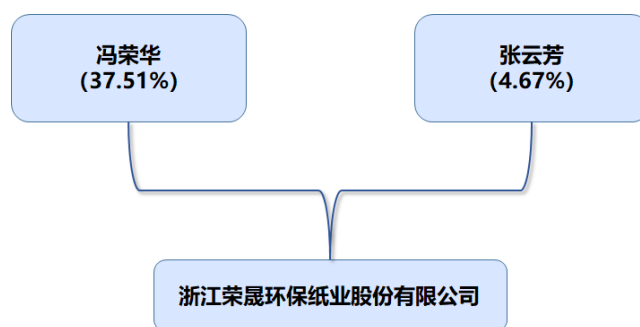 冯荣华
（37.51%）
张云芳
（4.67%）
浙江荣晟环保纸业股份有限公司